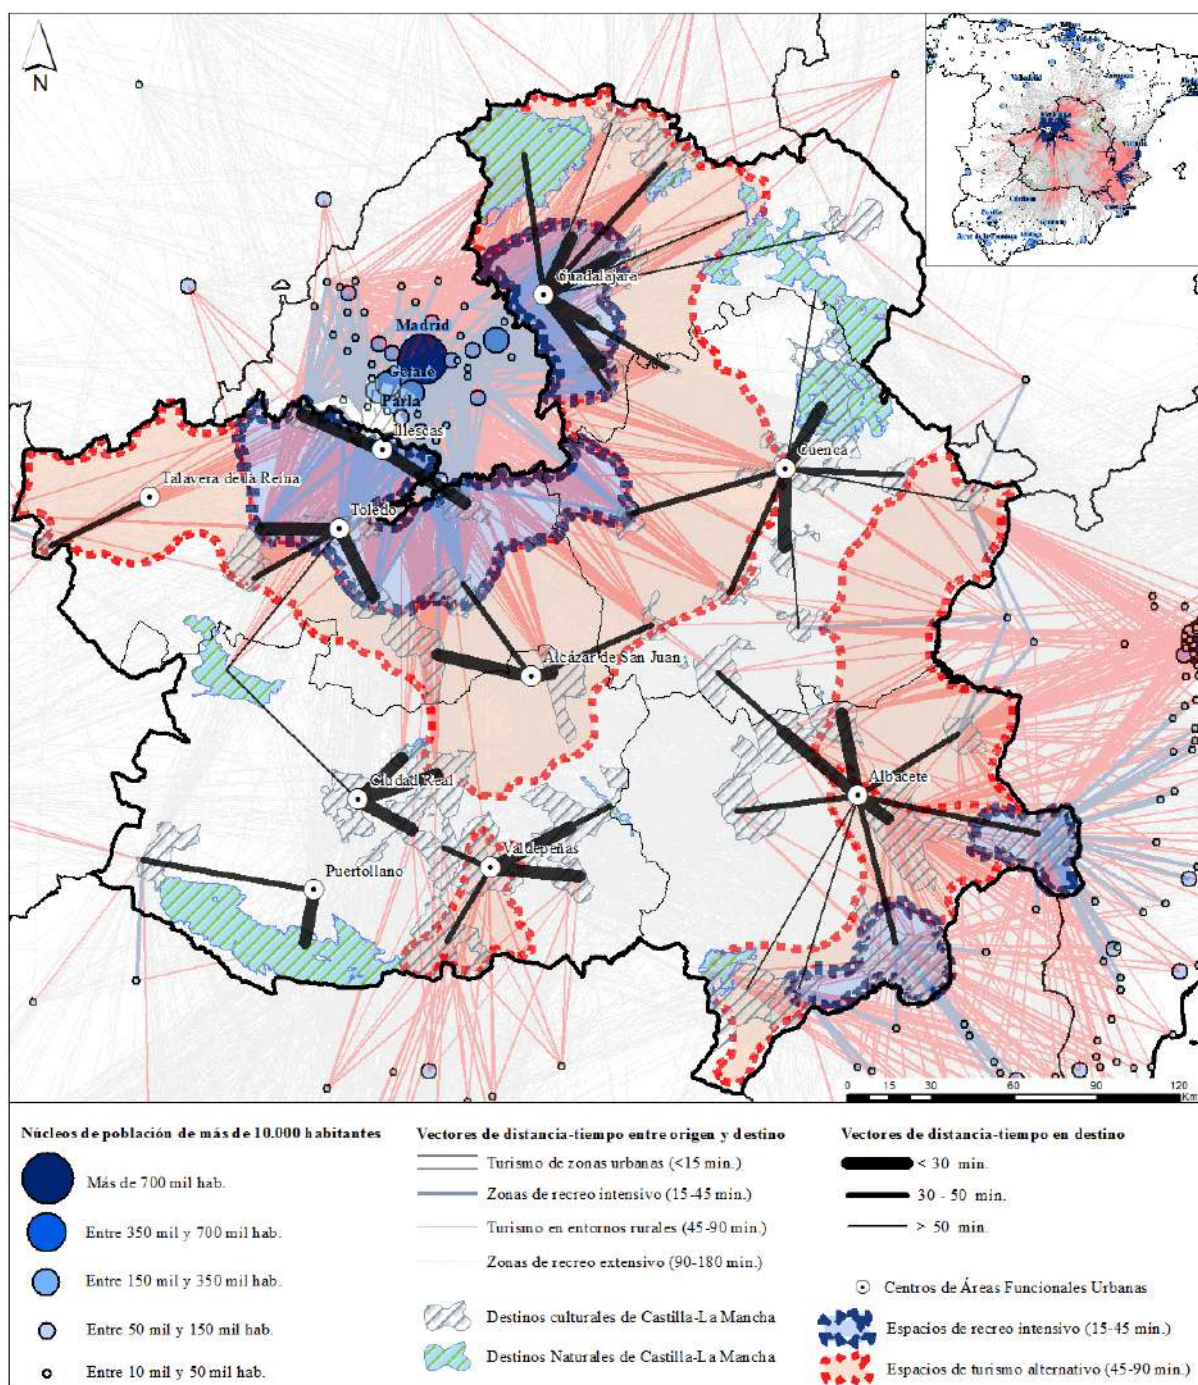 N
Guadalajara
Madrid
Getafe
Parla
Illescas
Cuenca
Talavera de la Reina
Toledo
Alcázar de San Juan
Ciudad Real
Albacete
Valdepeñas
Puertollano
0 15 30 60 90 120
Km
Núcleos de población de más de 10.000 habitantes
Más de 700 mil hab.
Entre 350 mil y 700 mil hab.
Entre 150 mil y 350 mil hab.
Entre 50 mil y 150 mil hab.
Entre 10 mil y 50 mil hab.
Vectores de distancia-tiempo entre origen y destino
Turismo de zonas urbanas (<15 min.)
Zonas de recreo intensivo (15-45 min.)
Turismo en entornos rurales (45-90 min.)
Zonas de recreo extensivo (90-180 min.)
Destinos culturales de Castilla-La Mancha
Destinos Naturales de Castilla-La Mancha
Vectores de distancia-tiempo en destino
< 30 min.
30 - 50 min.
> 50 min.
Centros de Áreas Funcionales Urbanas
Espacios de recreo intensivo (15-45 min.)
Espacios de turismo alternativo (45-90 min.)